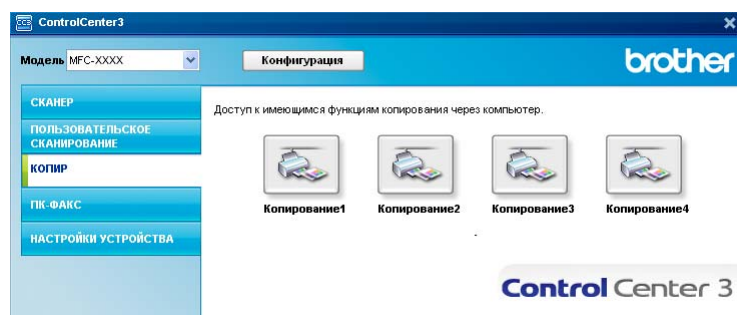 ControlCenter3
Модель MFC-XXXX
Конфигурация
brother
СКАНЕР
ПОЛЬЗОВАТЕЛЬСКОЕ
СКАНИРОВАНИЕ
КОПИР
ПК-ФАКС
НАСТРОЙКИ УСТРОЙСТВА
Доступ к имеющимся функциям копирования через компьютер.
Копирование1 Копирование2 Копирование3 Копирование4
Control Center 3